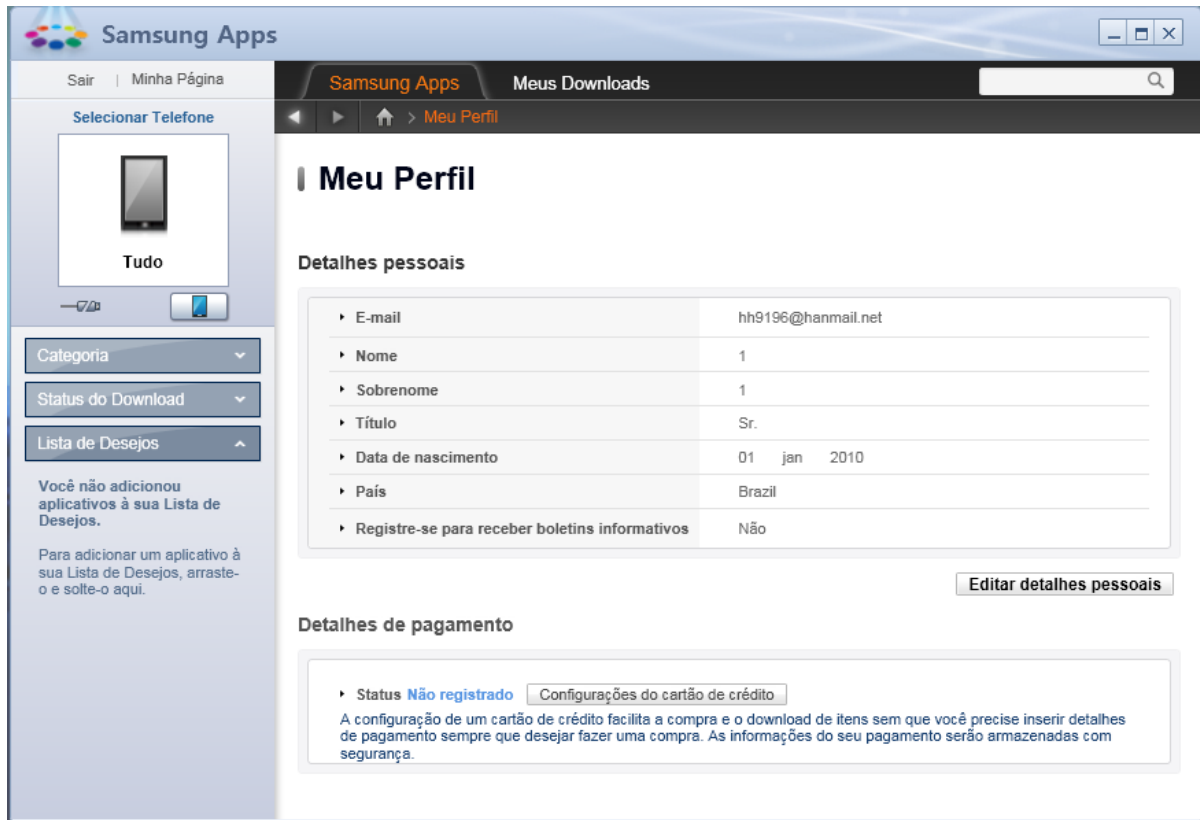 Samsung Apps
Sair | Minha Página
Samsung Apps
Meus Downloads
Selecionar Telefone
> Meu Perfil
Tudo
Categoria
Status do Download
Lista de Desejos
Você não adicionou
aplicativos à sua Lista de
Desejos.
Para adicionar um aplicativo à
sua Lista de Desejos, arraste-
o e solte-o aqui.
Meu Perfil
Detalhes pessoais
E-mail hh9196@hanmail.net
Nome 1
Sobrenome 1
Título Sr.
Data de nascimento 01 jan 2010
País Brazil
Registre-se para receber boletins informativos Não
Editar detalhes pessoais
Detalhes de pagamento
Status Não registrado Configurações do cartão de crédito
A configuração de um cartão de crédito facilita a compra e o download de itens sem que você precise inserir detalhes
de pagamento sempre que desejar fazer uma compra. As informações do seu pagamento serão armazenadas com
segurança.